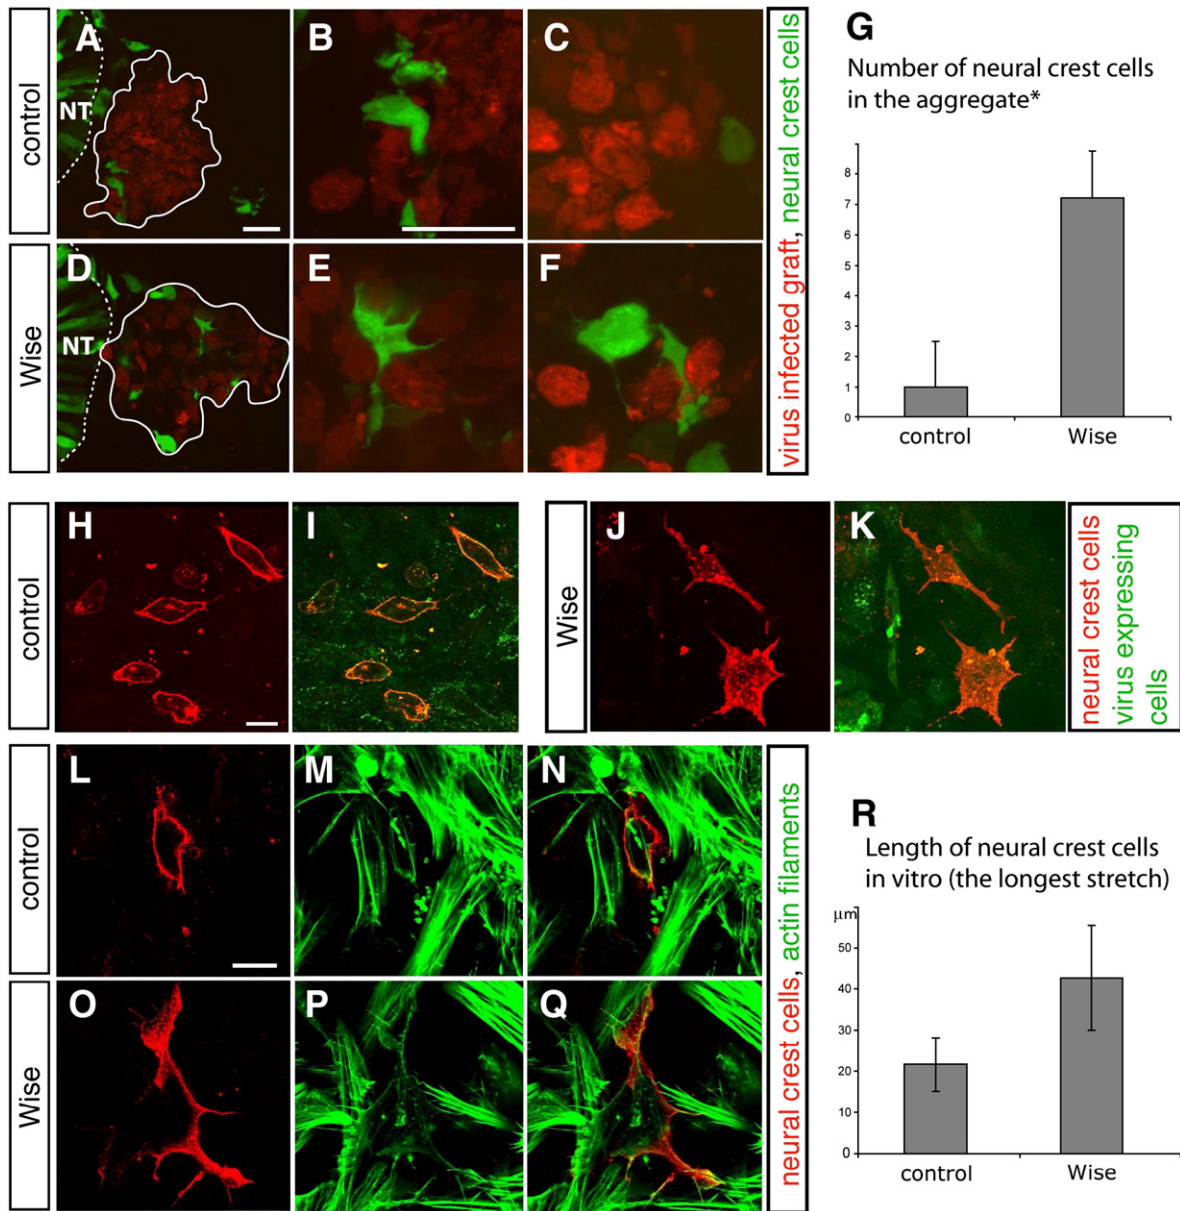 control
A
NT
B
C
Wise
D
NT
E
F
virus infected graft, neural crest cells
G
Number of neural crest cells
in the aggregate*
8
7
6
5
4
3
2
1
0
control
Wise
control
H
I
Wise
J
K
neural crest cells
virus expressing
cells
control
L
M
N
Wise
O
P
Q
neural crest cells, actin filaments
R
Length of neural crest cells
in vitro (the longest stretch)
μm
50
40
30
20
10
0
control
Wise